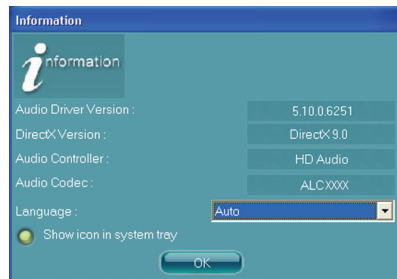 Information
information
Audio Driver Version : 5.10.0.6251
DirectX Version : DirectX 9.0
Audio Controller : HD Audio
Audio Codec : ALCXXXX
Language : Auto
Show icon in system tray
OK